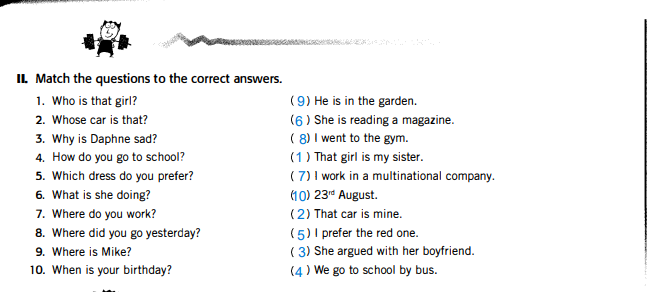 II. Match the questions to the correct answers.
1. Who is that girl? (9) He is in the garden.
2. Whose car is that? (6) She is reading a magazine.
3. Why is Daphne sad? (8) I went to the gym.
4. How do you go to school? (1) That girl is my sister.
5. Which dress do you prefer? (7) I work in a multinational company.
6. What is she doing? (10) 23rd August.
7. Where do you work? (2) That car is mine.
8. Where did you go yesterday? (5) I prefer the red one.
9. Where is Mike? (3) She argued with her boyfriend.
10. When is your birthday? (4) We go to school by bus.